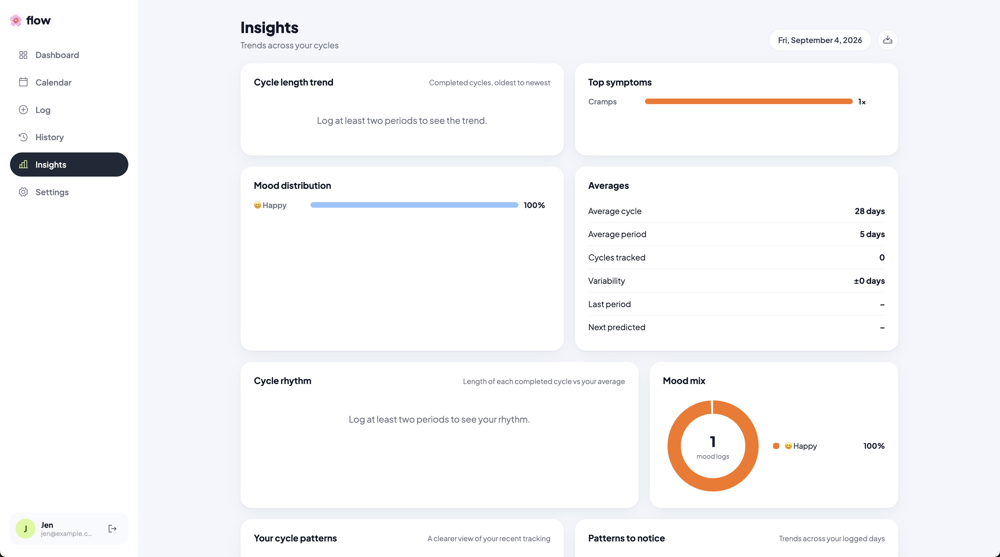 flow
Dashboard
Calendar
Log
History
Insights
Settings
Jen
jen@example.c...
Insights
Trends across your cycles
Fri, September 4, 2026
Cycle length trend
Completed cycles, oldest to newest
Log at least two periods to see the trend.
Top symptoms
Cramps 1×
Mood distribution
😊 Happy 100%
Averages
Average cycle 28 days
Average period 5 days
Cycles tracked 0
Variability ±0 days
Last period –
Next predicted –
Cycle rhythm
Length of each completed cycle vs your average
Log at least two periods to see your rhythm.
Mood mix
1
mood logs
😊 Happy 100%
Your cycle patterns
A clearer view of your recent tracking
Patterns to notice
Trends across your logged days
J